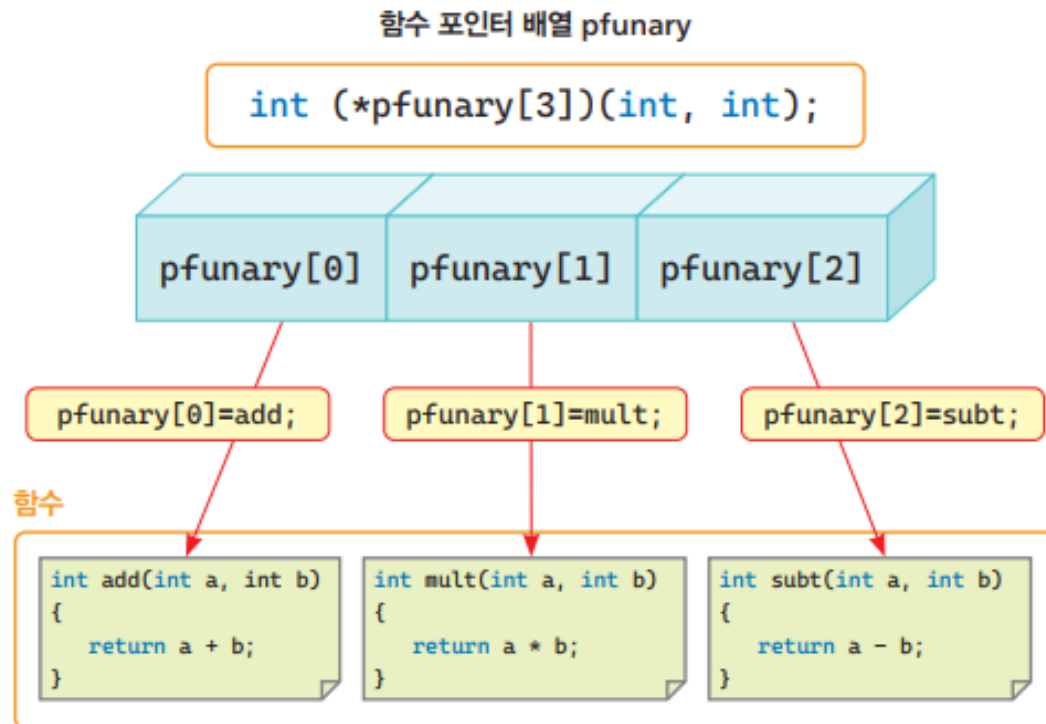 함수 포인터 배열 pfunary
int (*pfunary[3])(int, int);
pfunary[0] pfunary[1] pfunary[2]
pfunary[0]=add; pfunary[1]=mult; pfunary[2]=subt;
함수
int add(int a, int b)
{
return a + b;
}
int mult(int a, int b)
{
return a * b;
}
int subt(int a, int b)
{
return a - b;
}